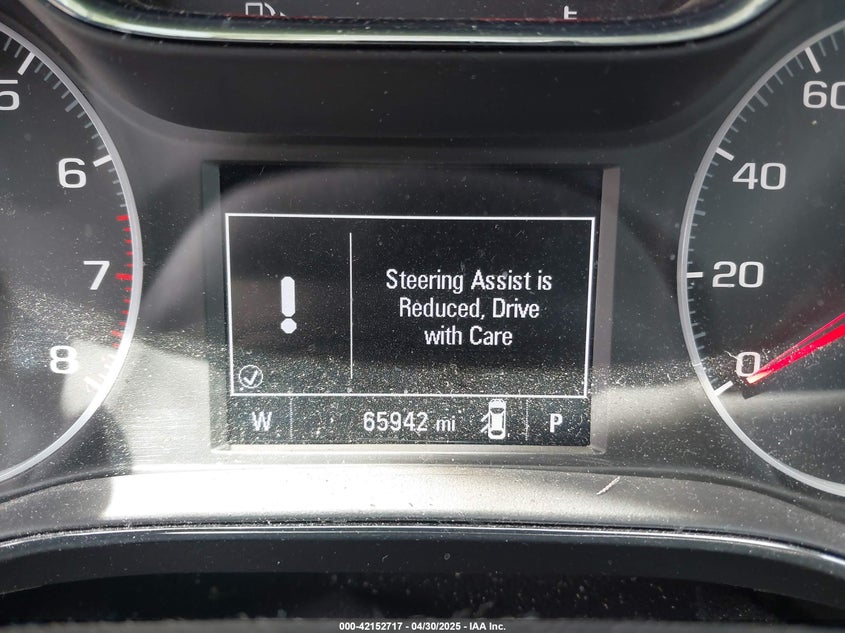 E
5
6
7
8
60
40
20
0
Steering Assist is
Reduced, Drive
with Care
W 65942 mi P
000-42152717 - 04/30/2025 - IAA Inc.